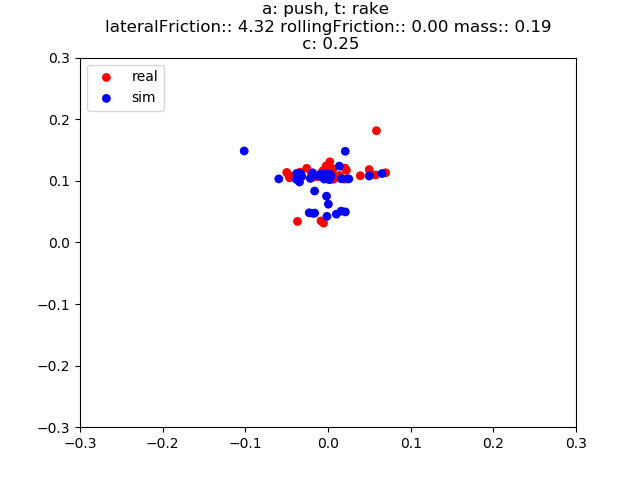 a: push, t: rake
lateralFriction:: 4.32 rollingFriction:: 0.00 mass:: 0.19
c: 0.25
real
sim
0.3
0.2
0.1
0.0
−0.1
−0.2
−0.3
−0.3 −0.2 −0.1 0.0 0.1 0.2 0.3